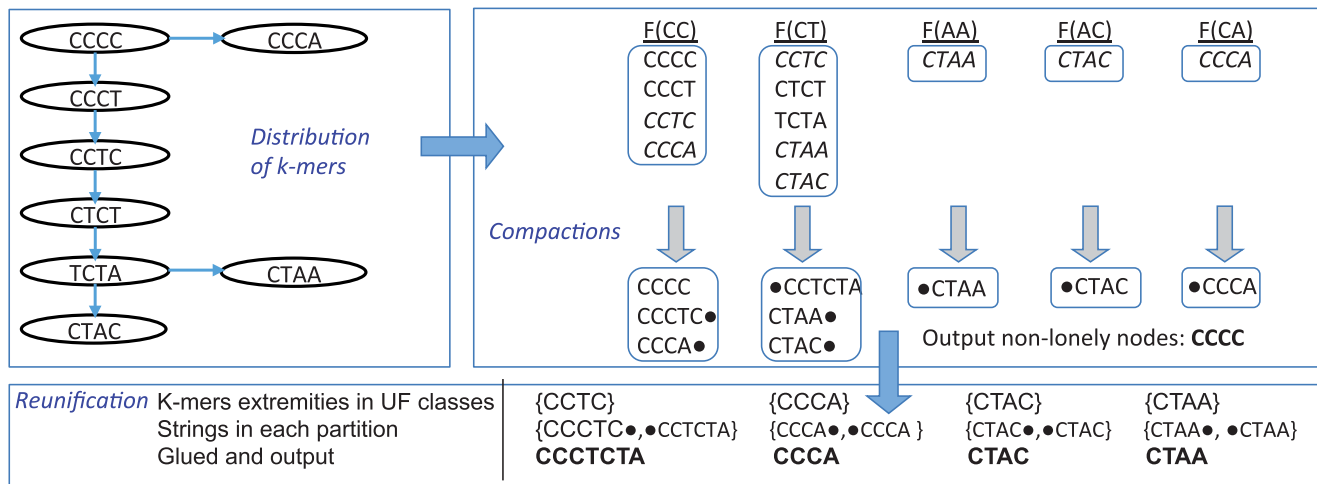 CCCC CCCA
CCCT
CCTC
CTCT
TCTA CTAA
CTAC
Distribution
of k-mers
F(CC) F(CT) F(AA) F(AC) F(CA)
CCCC CCTC CTAA CTAC CCCA
CCCT CTCT
CCTC TCTA
CCCA CTAA
CTAC
Compactions
CCCC ●CCTCTA ●CTAA ●CTAC ●CCCA
CCCTC● CTAA●
CCCA● CTAC●
Output non-lonely nodes: CCCC
Reunification K-mers extremities in UF classes {CCTC} {CCCA} {CTAC} {CTAA}
Strings in each partition {CCCTC●,●CCTCTA} {CCCA●,●CCCA } {CTAC●,●CTAC} {CTAA●, ●CTAA}
Glued and output CCCTCTA CCCA CTAC CTAA